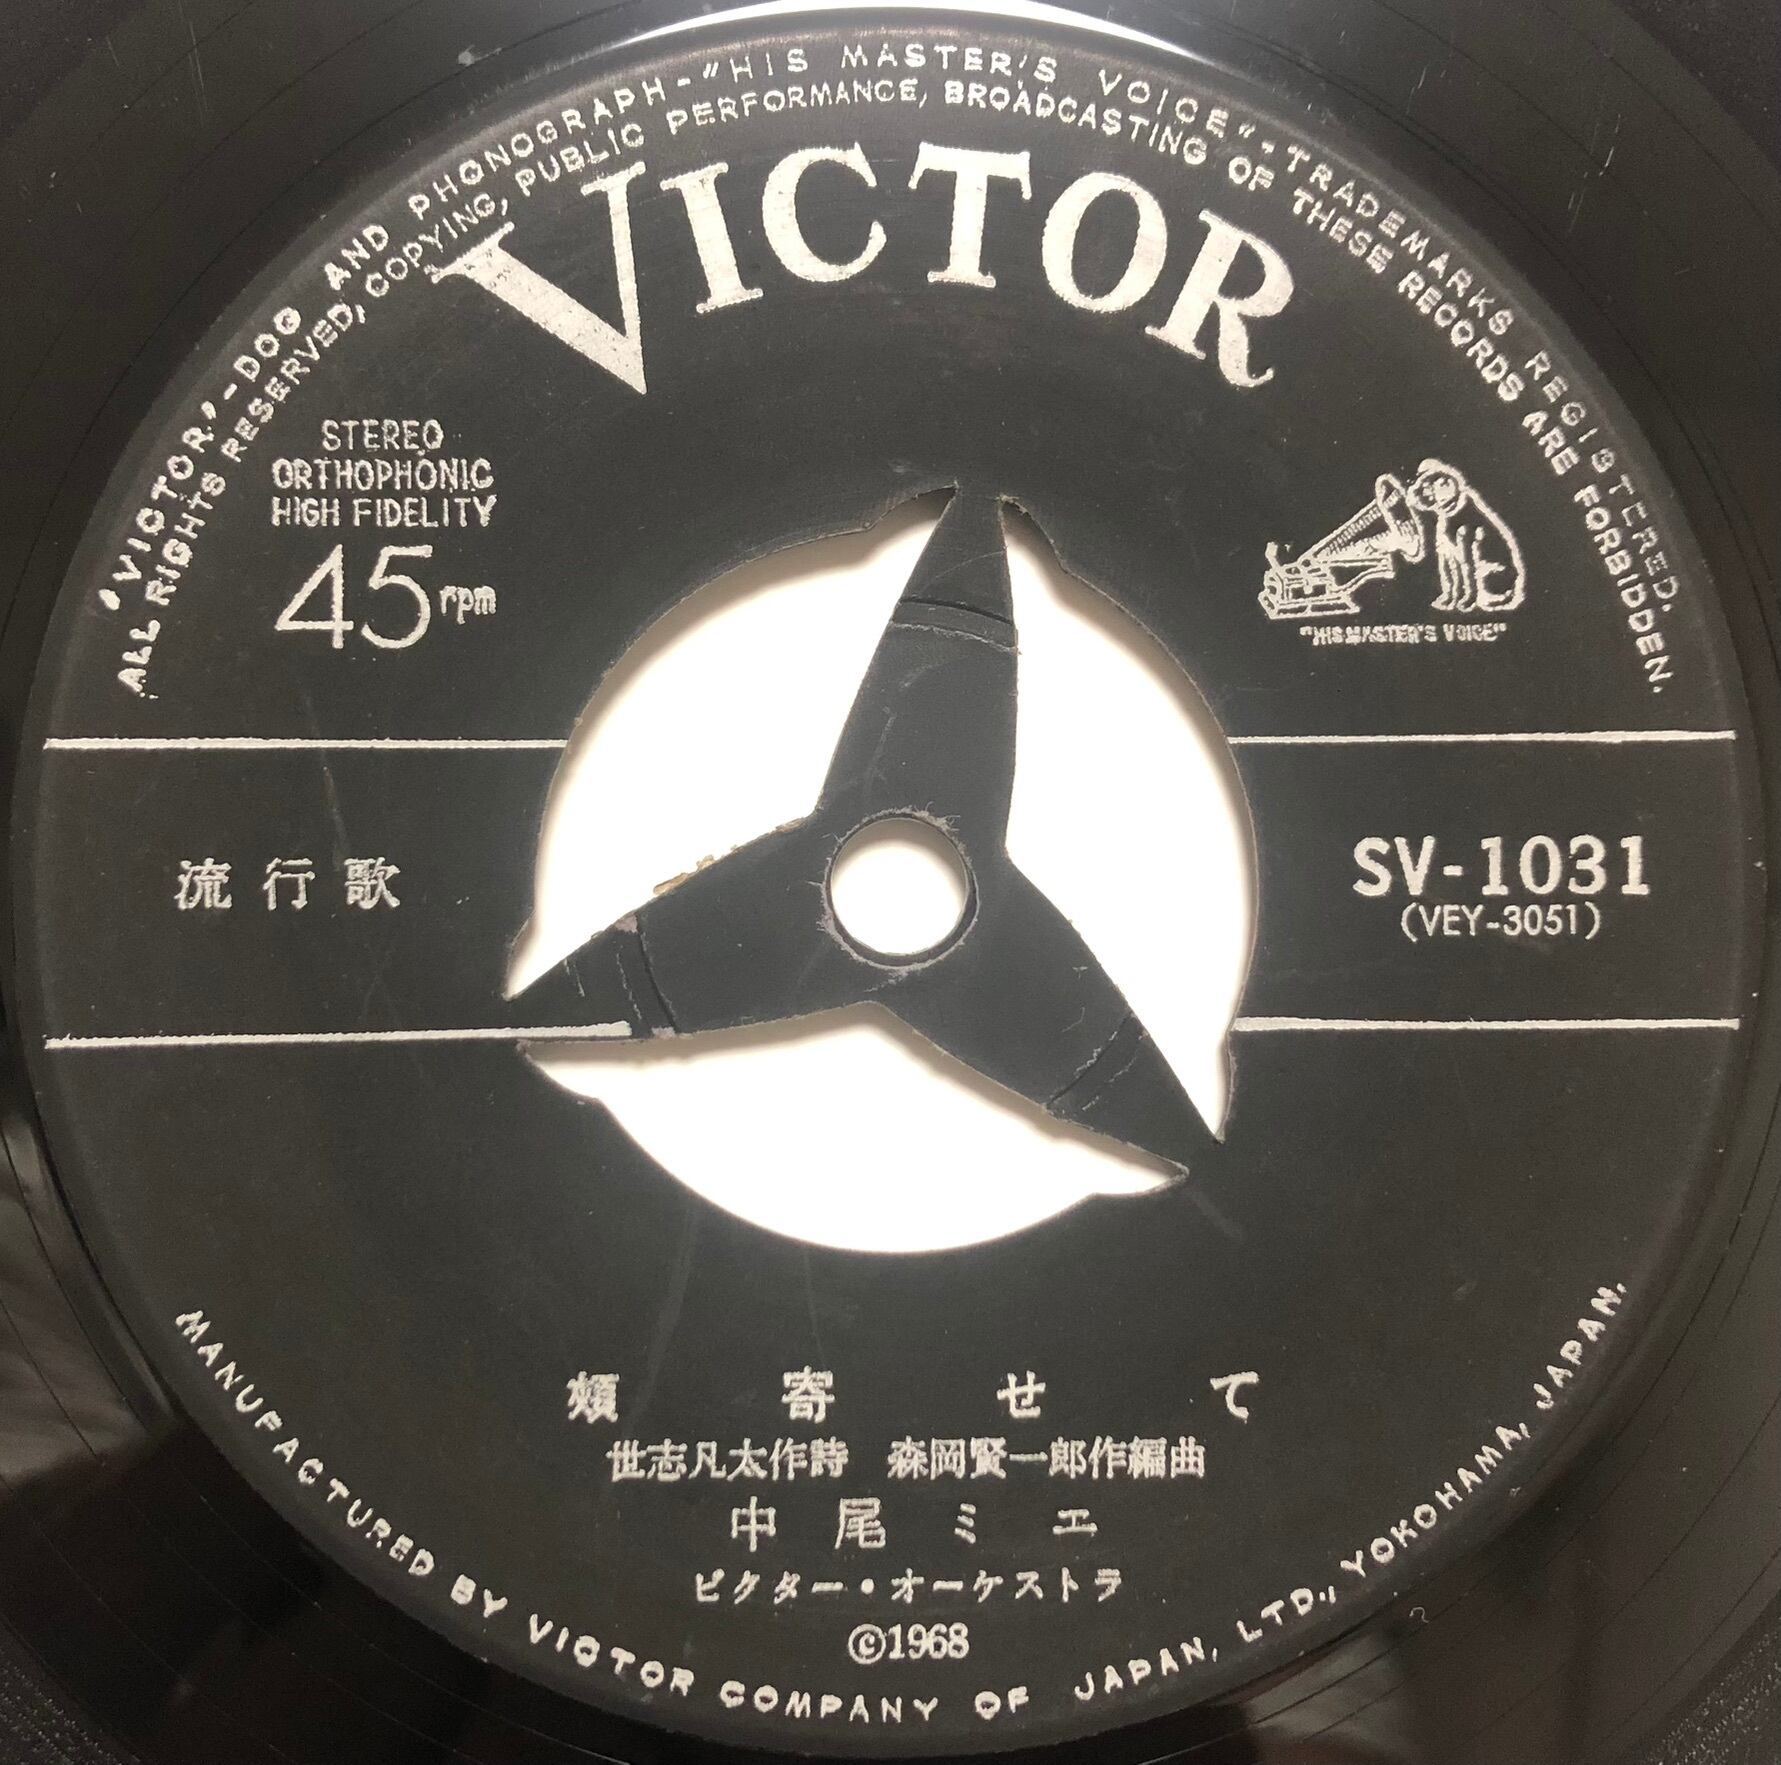 "VICTOR."-DOG AND PHONOGRAPH-"HIS MASTER'S VOICE"-TRADEMARKS REGISTERED.
ALL RIGHTS RESERVED, COPYING, PUBLIC PERFORMANCE, BROADCASTING OF THESE RECORDS ARE FORBIDDEN.
VICTOR
STEREO
ORTHOPHONIC
HIGH FIDELITY
45 rpm
"HIS MASTER'S VOICE"
流行歌
SV-1031
(VEY-3051)
頬寄せて
世志凡太作詩 森岡賢一郎作編曲
中尾ミエ
ビクター・オーケストラ
©1968
MANUFACTURED BY VICTOR COMPANY OF JAPAN, LTD., YOKOHAMA, JAPAN.